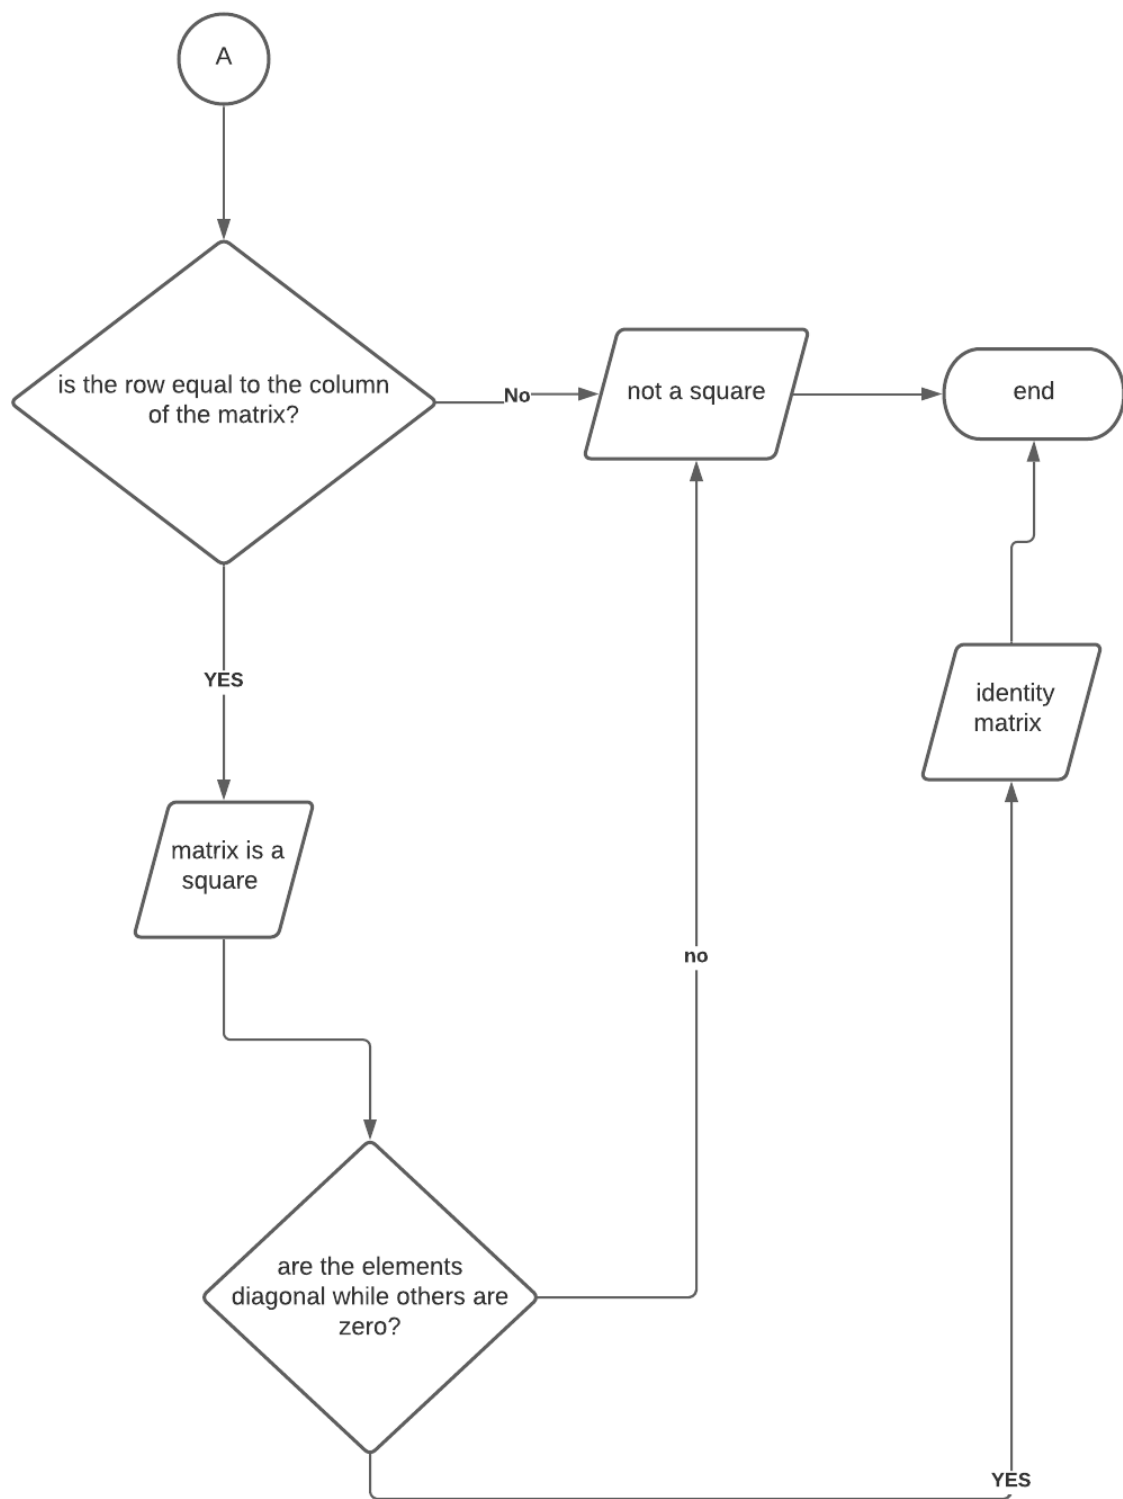 A
is the row equal to the column
of the matrix?
No
not a square
end
YES
identity
matrix
matrix is a
square
no
are the elements
diagonal while others are
zero?
YES